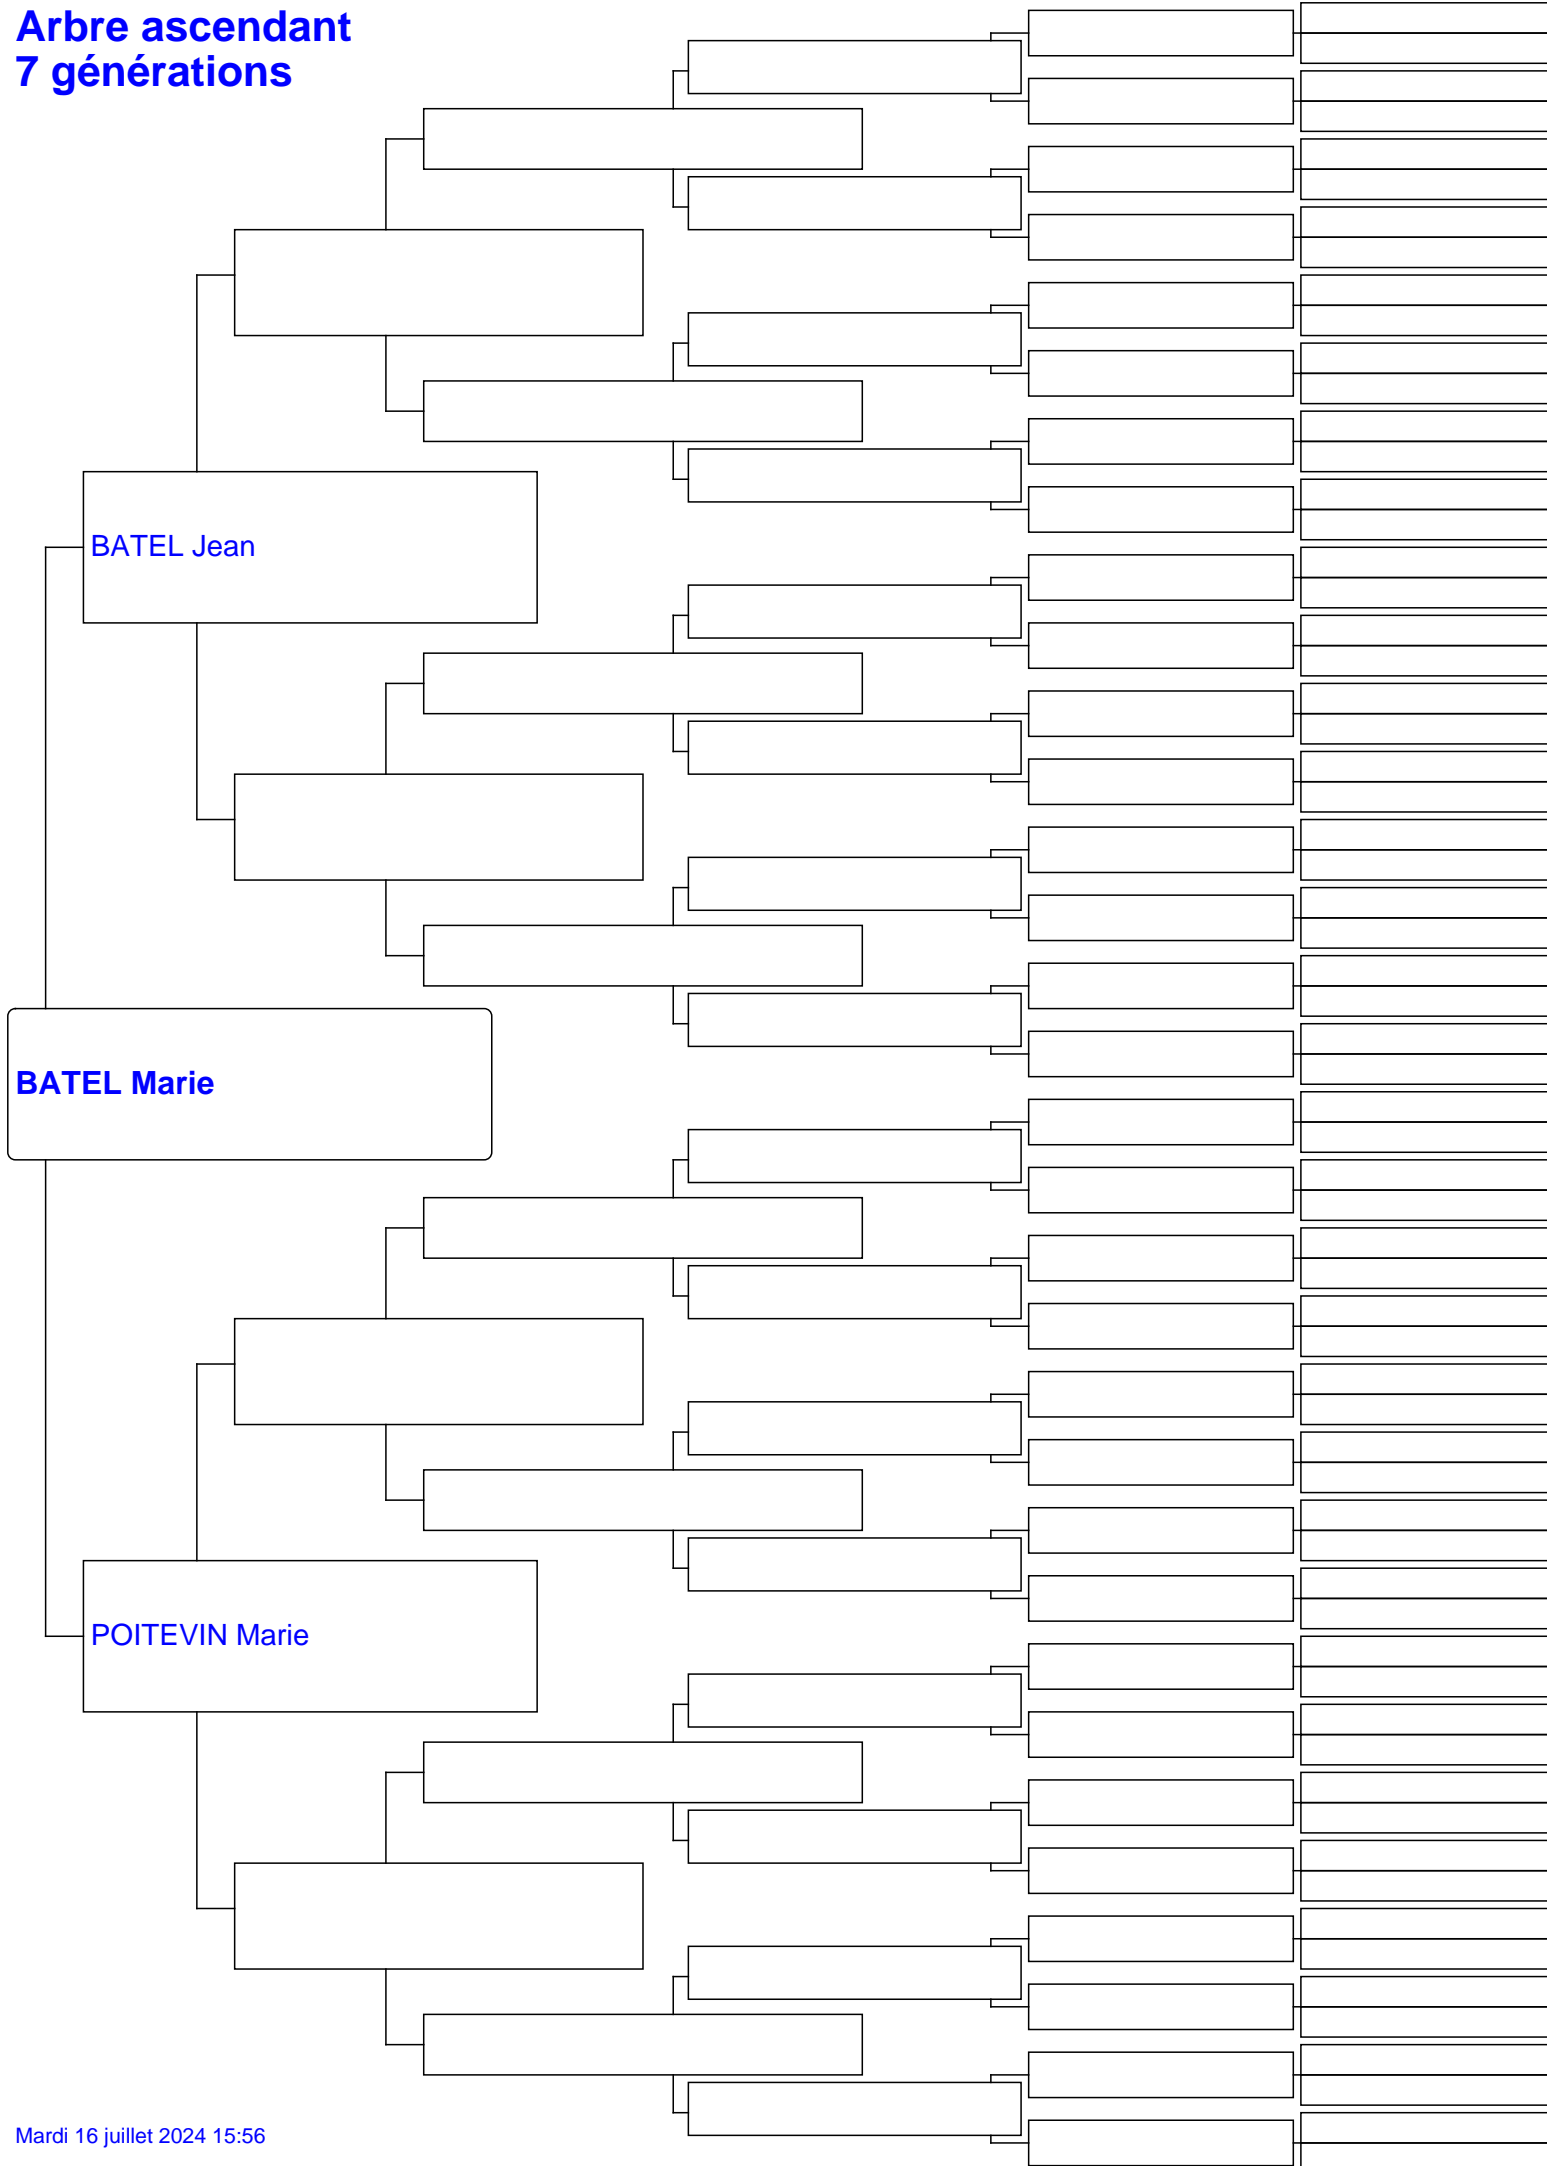 Arbre ascendant
7 générations
BATEL Jean
BATEL Marie
POITEVIN Marie
Mardi 16 juillet 2024 15:56